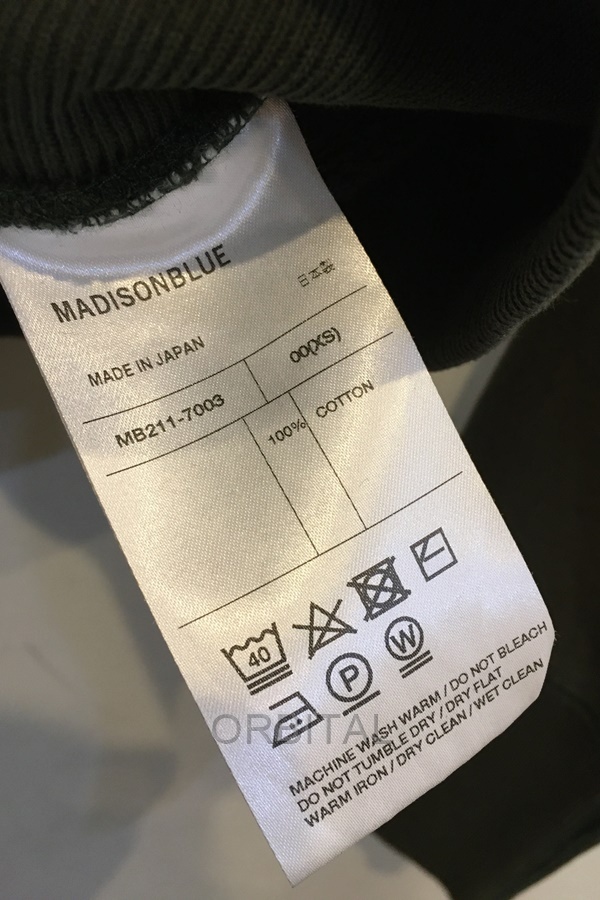 MADISONBLUE
日本製
MADE IN JAPAN
00(XS)
MB211-7003
100% COTTON
40
P
W
MACHINE WASH WARM / DO NOT BLEACH
DO NOT TUMBLE DRY / DRY FLAT
WARM IRON / DRY CLEAN / WET CLEAN
ORBITAL